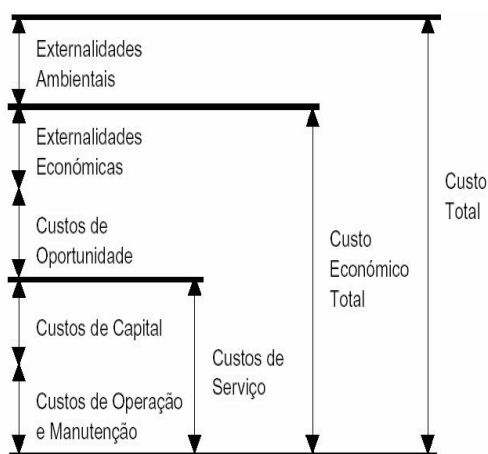 Externalidades
Ambientais
Externalidades
Económicas
Custos de
Oportunidade
Custos de Capital
Custos de Operação
e Manutenção
Custos de
Serviço
Custo
Económico
Total
Custo
Total